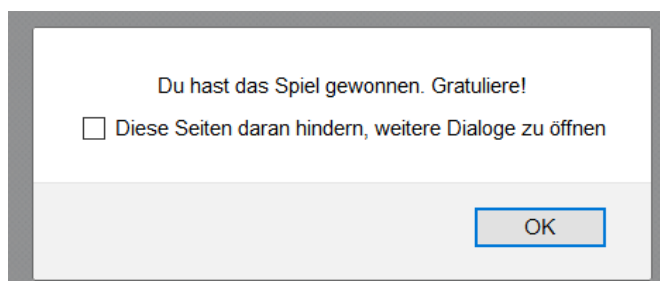 Du hast das Spiel gewonnen. Gratuliere!
Diese Seiten daran hindern, weitere Dialoge zu öffnen
OK